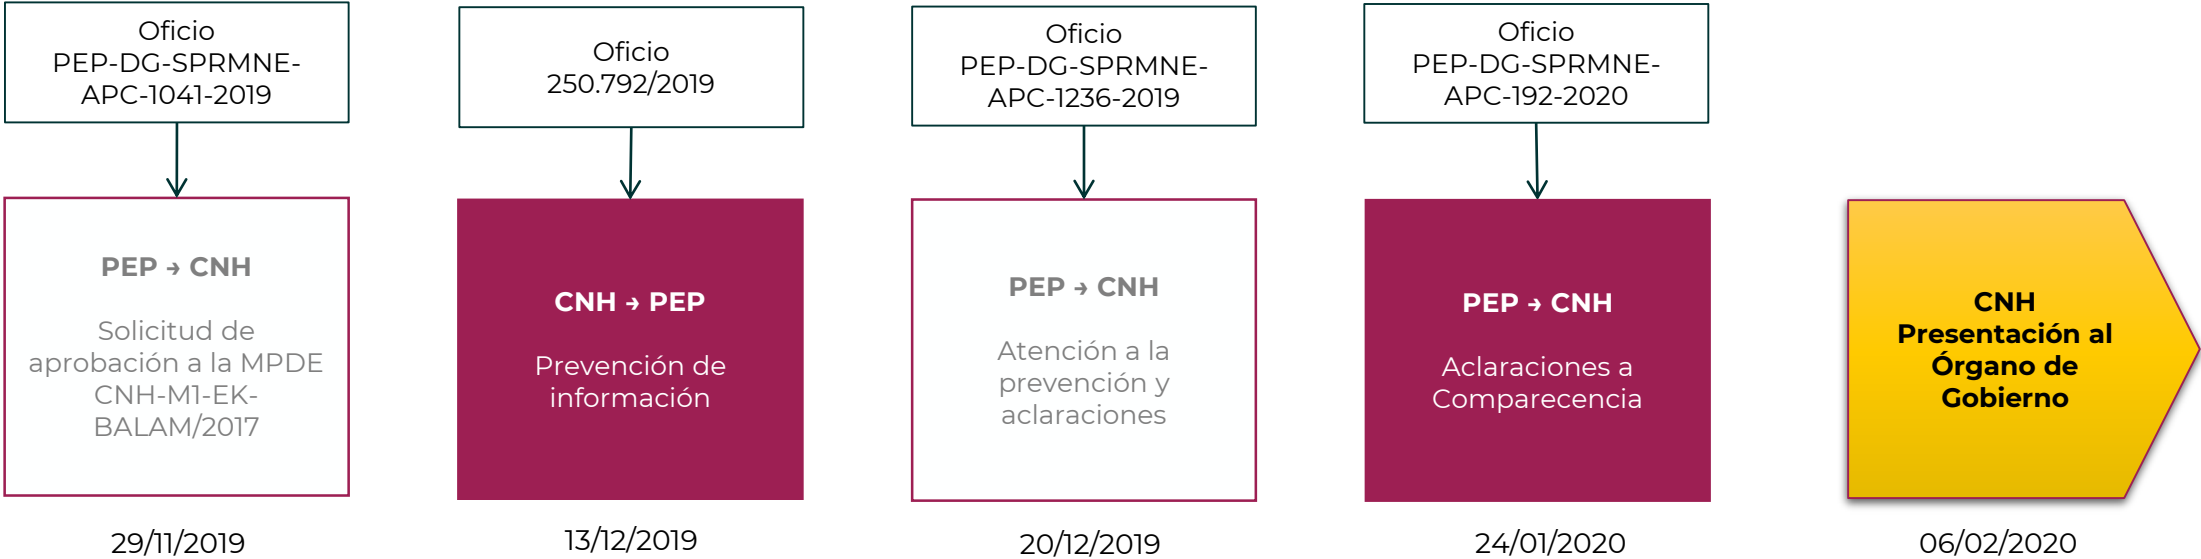 Oficio
PEP-DG-SPRMNE-
APC-1041-2019
Oficio
250.792/2019
Oficio
PEP-DG-SPRMNE-
APC-1236-2019
Oficio
PEP-DG-SPRMNE-
APC-192-2020
PEP → CNH
Solicitud de
aprobación a la MPDE
CNH-M1-EK-
BALAM/2017
CNH → PEP
Prevención de
información
PEP → CNH
Atención a la
prevención y
aclaraciones
PEP → CNH
Aclaraciones a
Comparecencia
CNH
Presentación al
Órgano de
Gobierno
29/11/2019
13/12/2019
20/12/2019
24/01/2020
06/02/2020